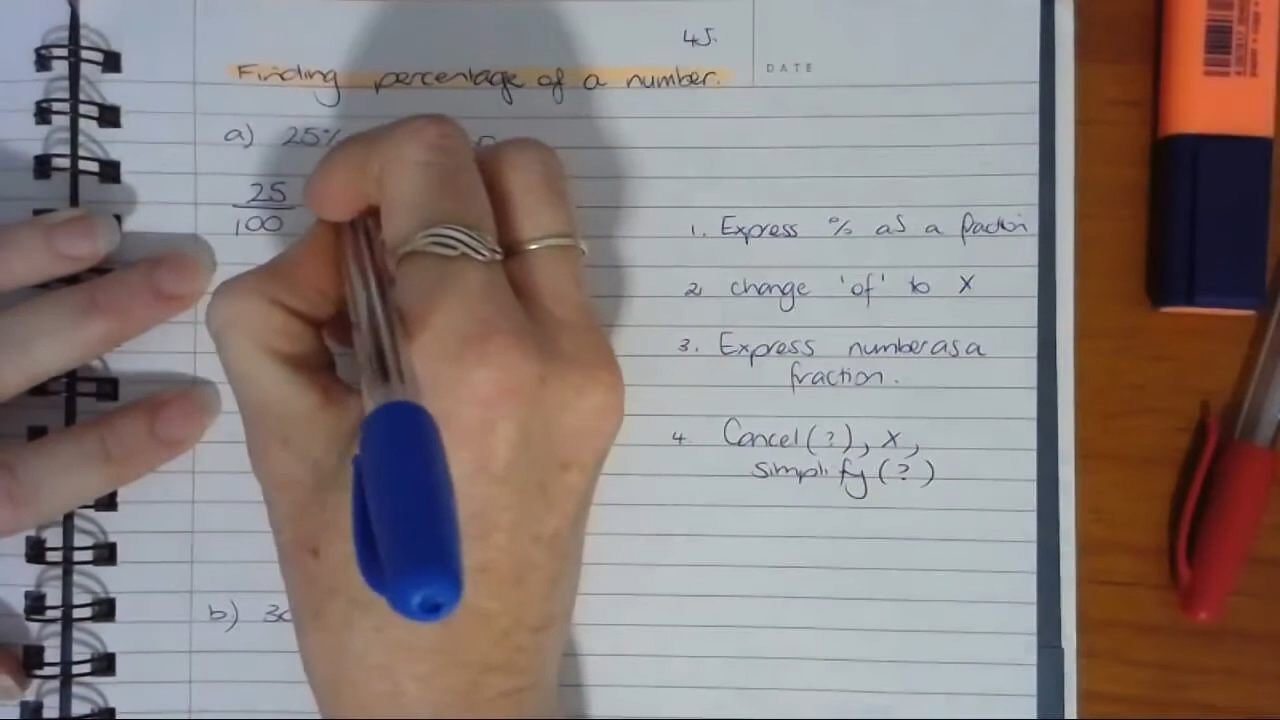 45.
Finding percentage of a number.
DATE
a) 25%
25
100
1. Express % as a fraction
2 change 'of' to X
3. Express number as a
fraction.
4 Cancel (?), x,
simplify (?)
b) 30